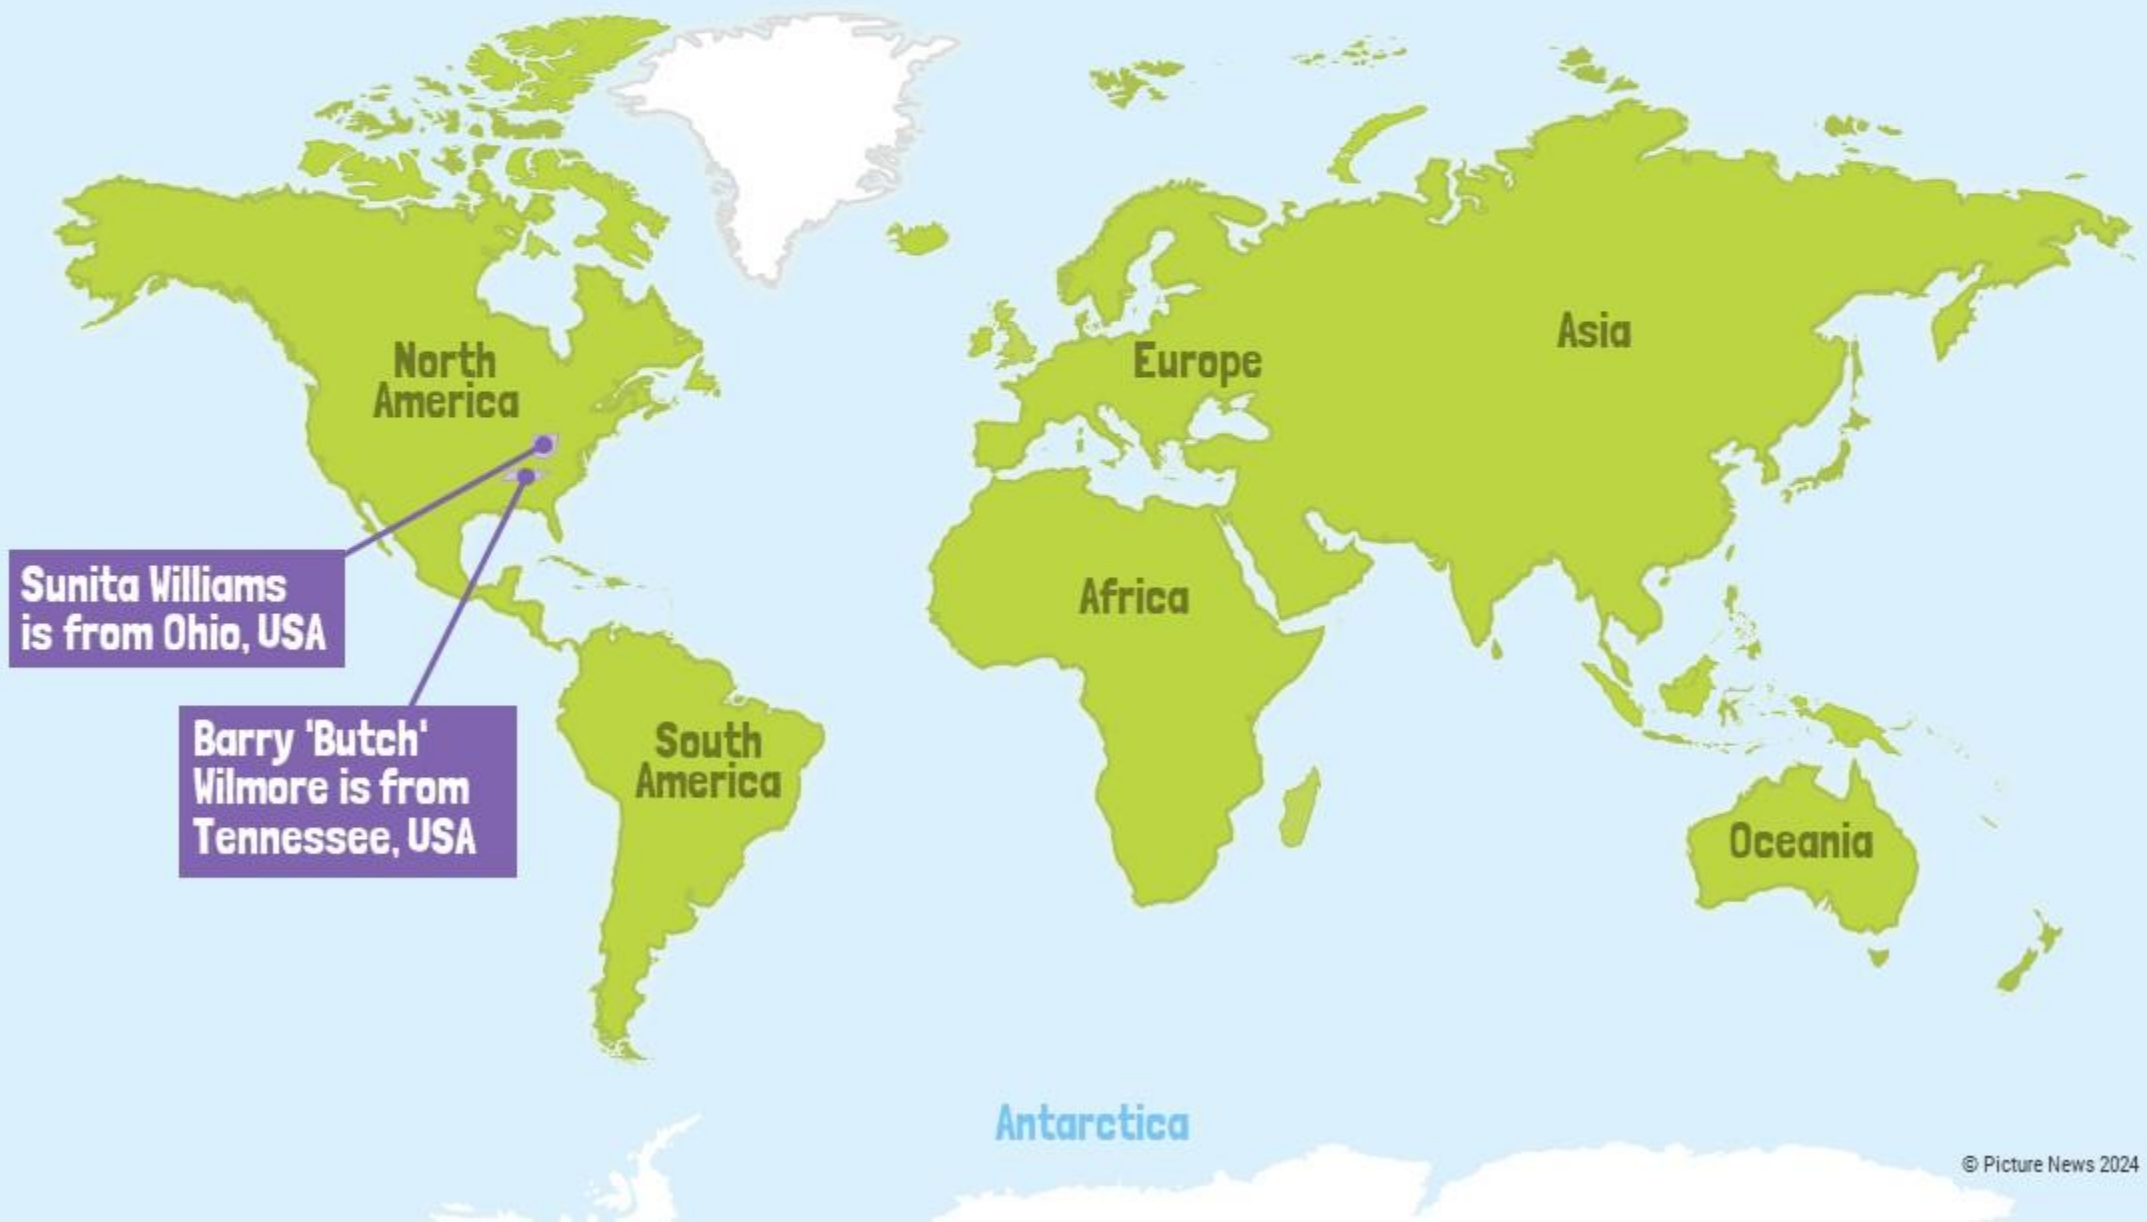 North
America
Europe
Asia
Sunita Williams
is from Ohio, USA
Africa
Barry 'Butch'
Wilmore is from
Tennessee, USA
South
America
Oceania
Antarctica
© Picture News 2024